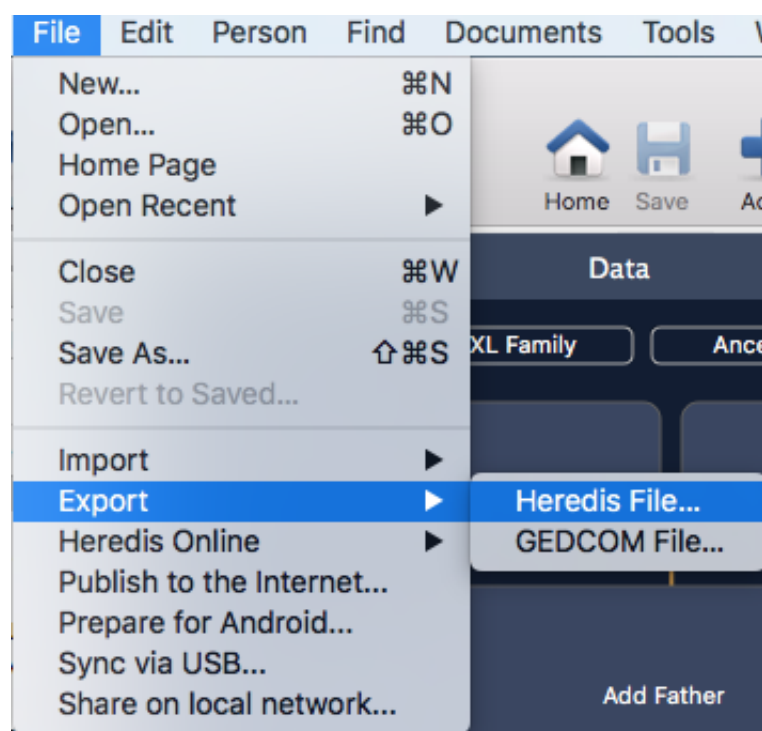 File Edit Person Find Documents Tools
New... ⌘N
Open... ⌘O
Home Page
Open Recent ▶
Home Save
Close ⌘W
Data
Save ⌘S
Save As... ⇧⌘S
XL Family
Revert to Saved...
Import ▶
Export ▶
Heredis File...
Heredis Online ▶
GEDCOM File...
Publish to the Internet...
Prepare for Android...
Sync via USB...
Share on local network...
Add Father